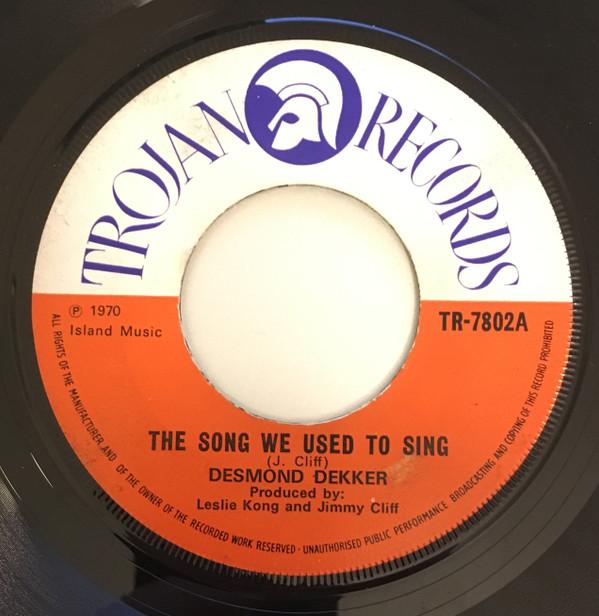 TROJAN RECORDS
℗ 1970
Island Music
TR-7802A
THE SONG WE USED TO SING
(J. Cliff)
DESMOND DEKKER
Produced by:
Leslie Kong and Jimmy Cliff
ALL RIGHTS OF THE MANUFACTURER AND OF THE OWNER OF THE RECORDED WORK RESERVED · UNAUTHORISED PUBLIC PERFORMANCE BROADCASTING AND COPYING OF THIS RECORD PROHIBITED